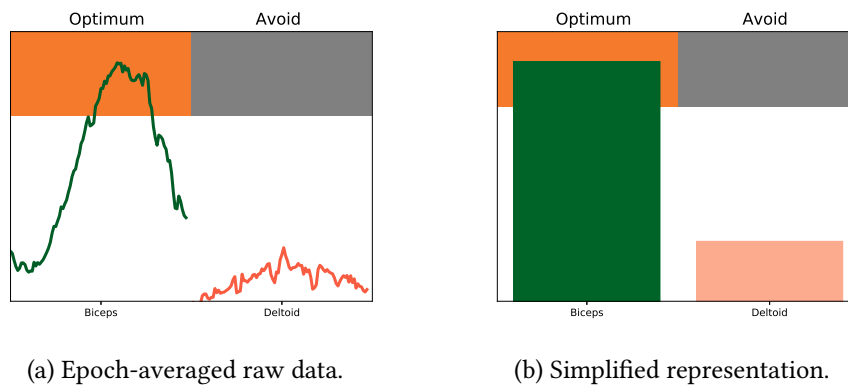 Optimum Avoid
Biceps Deltoid
(a) Epoch-averaged raw data.
Optimum Avoid
Biceps Deltoid
(b) Simplified representation.